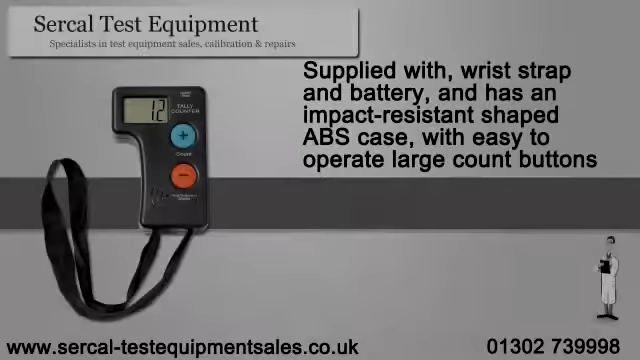 Sercal Test Equipment
Specialists in test equipment sales, calibration & repairs
Supplied with, wrist strap
and battery, and has an
impact-resistant shaped
ABS case, with easy to
operate large count buttons
12
TALLY
COUNTER
+
Count
−
www.sercal-testequipmentsales.co.uk
01302 739998